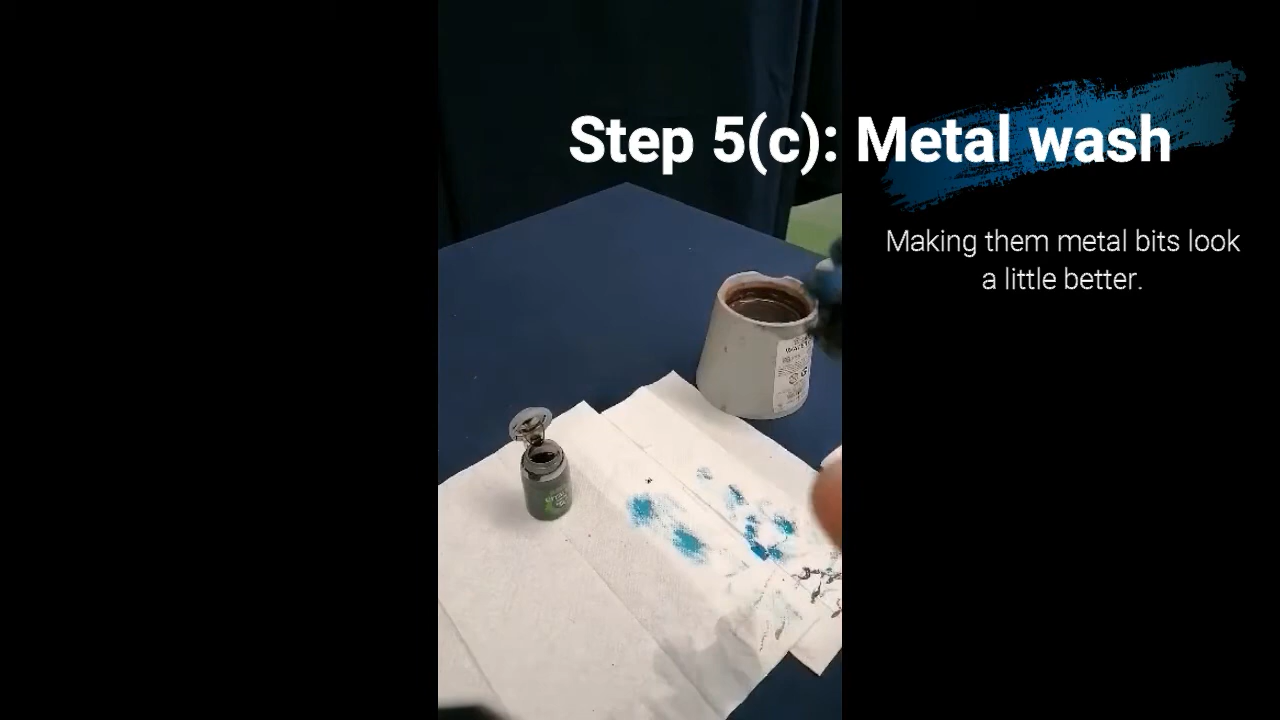 Step 5(c): Metal wash
Making them metal bits look
a little better.